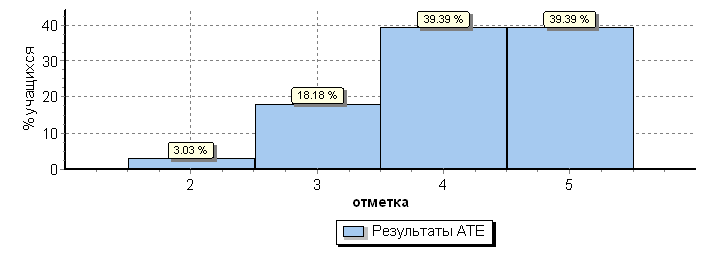 % учащихся
40
30
20
10
0
3.03 %
18.18 %
39.39 %
39.39 %
2 3 4 5
отметка
Результаты АТЕ